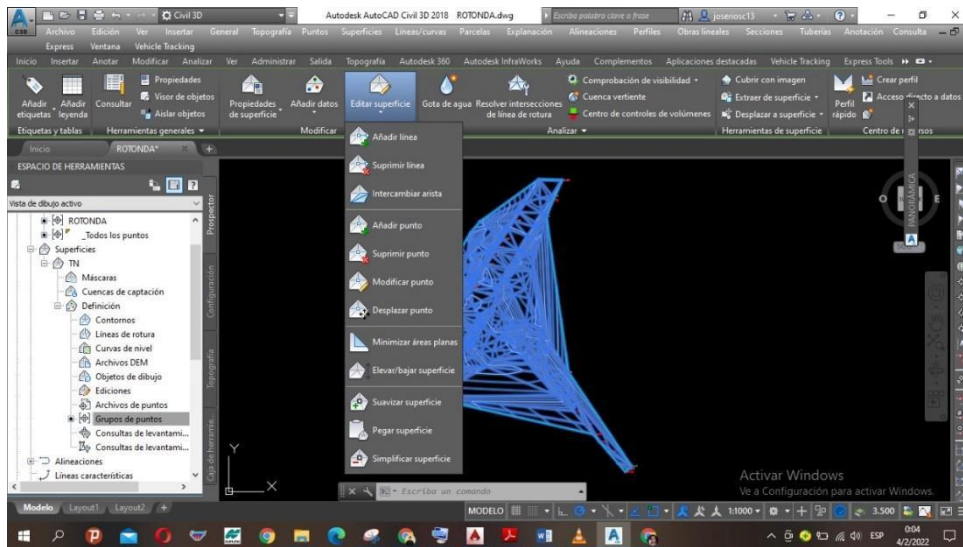 Civil 3D
Autodesk AutoCAD Civil 3D 2018 ROTONDA.dwg
Escriba palabra clave o frase
joseriosc13
Archivo Edición Ver Insertar General Topografía Puntos Superficies Líneas/curvas Parcelas Explanación Alineaciones Perfiles Obras lineales Secciones Tuberías Anotación Consulta
Express Ventana Vehicle Tracking
Inicio Insertar Anotar Modificar Analizar Ver Administrar Salida Topografía Autodesk 360 Autodesk InfraWorks Ayuda Complementos Aplicaciones destacadas Vehicle Tracking Express Tools
Añadir etiquetas
Añadir leyenda
Consultar
Propiedades
Visor de objetos
Aislar objetos
Propiedades de superficie
Añadir datos
Editar superficie
Gota de agua
Resolver intersecciones de línea de rotura
Comprobación de visibilidad
Cuenca vertiente
Centro de controles de volúmenes
Cubrir con imagen
Extraer de superficie
Desplazar a superficie
Perfil rápido
Crear perfil
Acceso directo a datos
Etiquetas y tablas
Herramientas generales
Modificar
Analizar
Herramientas de superficie
Inicio
ROTONDA*
ESPACIO DE HERRAMIENTAS
Vista de dibujo activo
ROTONDA
_Todos los puntos
Superficies
TN
Máscaras
Cuencas de captación
Definición
Contornos
Líneas de rotura
Curvas de nivel
Archivos DEM
Objetos de dibujo
Ediciones
Archivos de puntos
Grupos de puntos
Consultas de levantami...
Consultas de levantami...
Alineaciones
Líneas características
Prospector
Configuración
Topografía
Caja de herramie...
Añadir línea
Suprimir línea
Intercambiar arista
Añadir punto
Suprimir punto
Modificar punto
Desplazar punto
Minimizar áreas planas
Elevar/bajar superficie
Suavizar superficie
Pegar superficie
Simplificar superficie
PANORÁMICA
O
E
Y
X
Escriba un comando
Activar Windows
Ve a Configuración para activar Windows.
Modelo Layout1 Layout2 +
MODELO
1:1000
3.500
ESP
0:04
4/2/2022